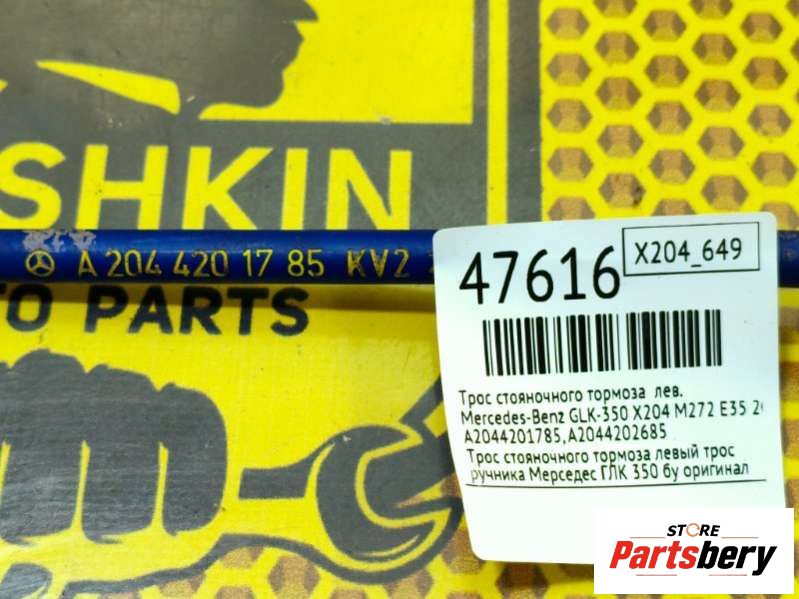 SHKIN
A 204 420 17 85 KV2
TO PARTS
47616
X204_649
Трос стояночного тормоза лев.
Mercedes-Benz GLK-350 X204 M272 E35
A2044201785,A2044202685
Трос стояночного тормоза левый трос
ручника Мерседес ГЛК 350 бу оригинал
STORE
Partsbery